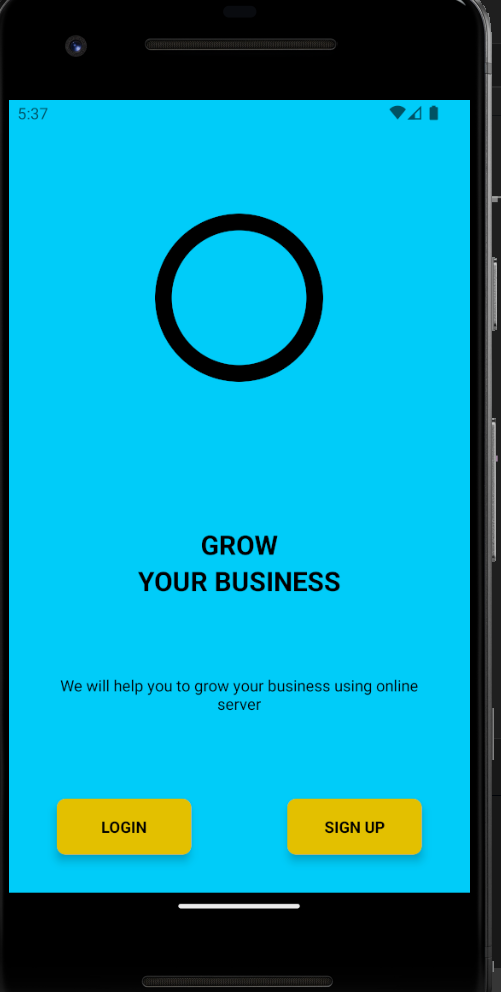 5:37
GROW
YOUR BUSINESS
We will help you to grow your business using online
server
LOGIN
SIGN UP